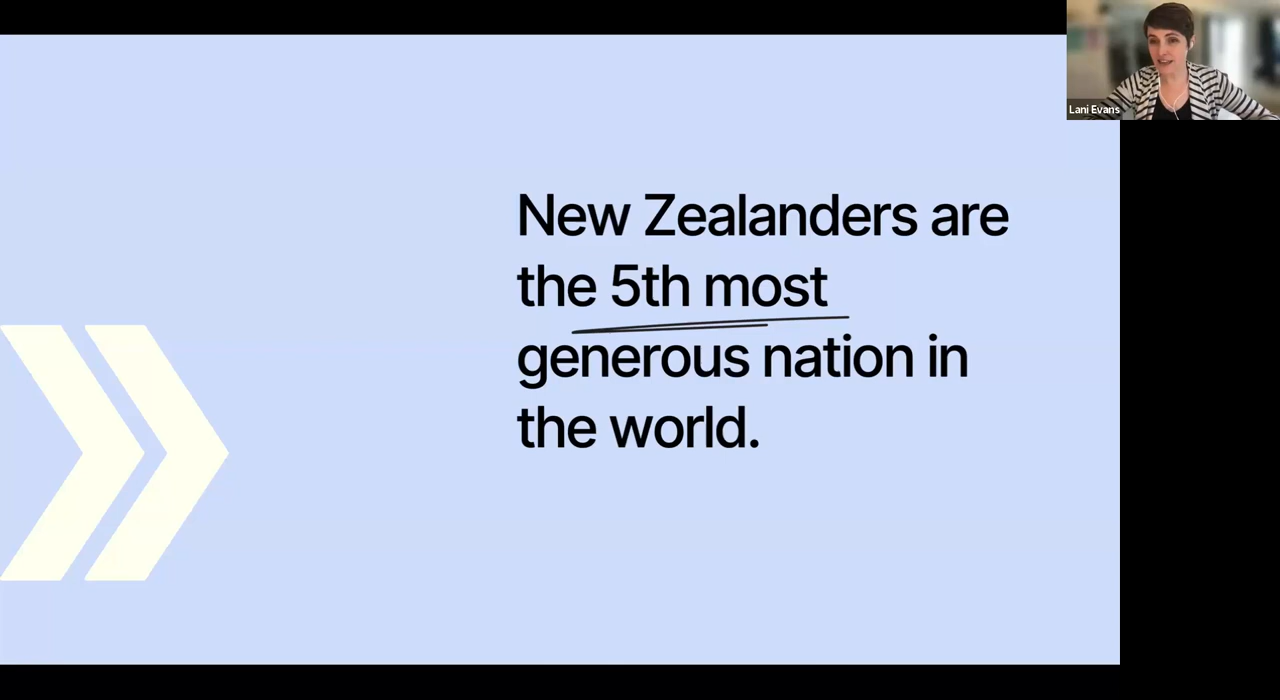 Lani Evans
New Zealanders are
the 5th most
generous nation in
the world.